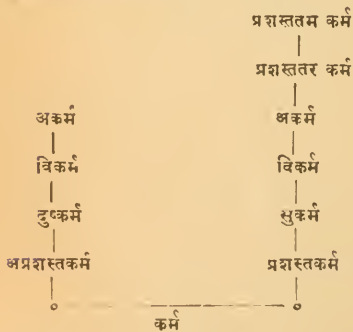 प्रशस्ततम कर्म
प्रशस्ततर कर्म
अकर्म अकर्म
विकर्म विकर्म
दुष्कर्म सुकर्म
अप्रशस्तकर्म प्रशस्तकर्म
कर्म